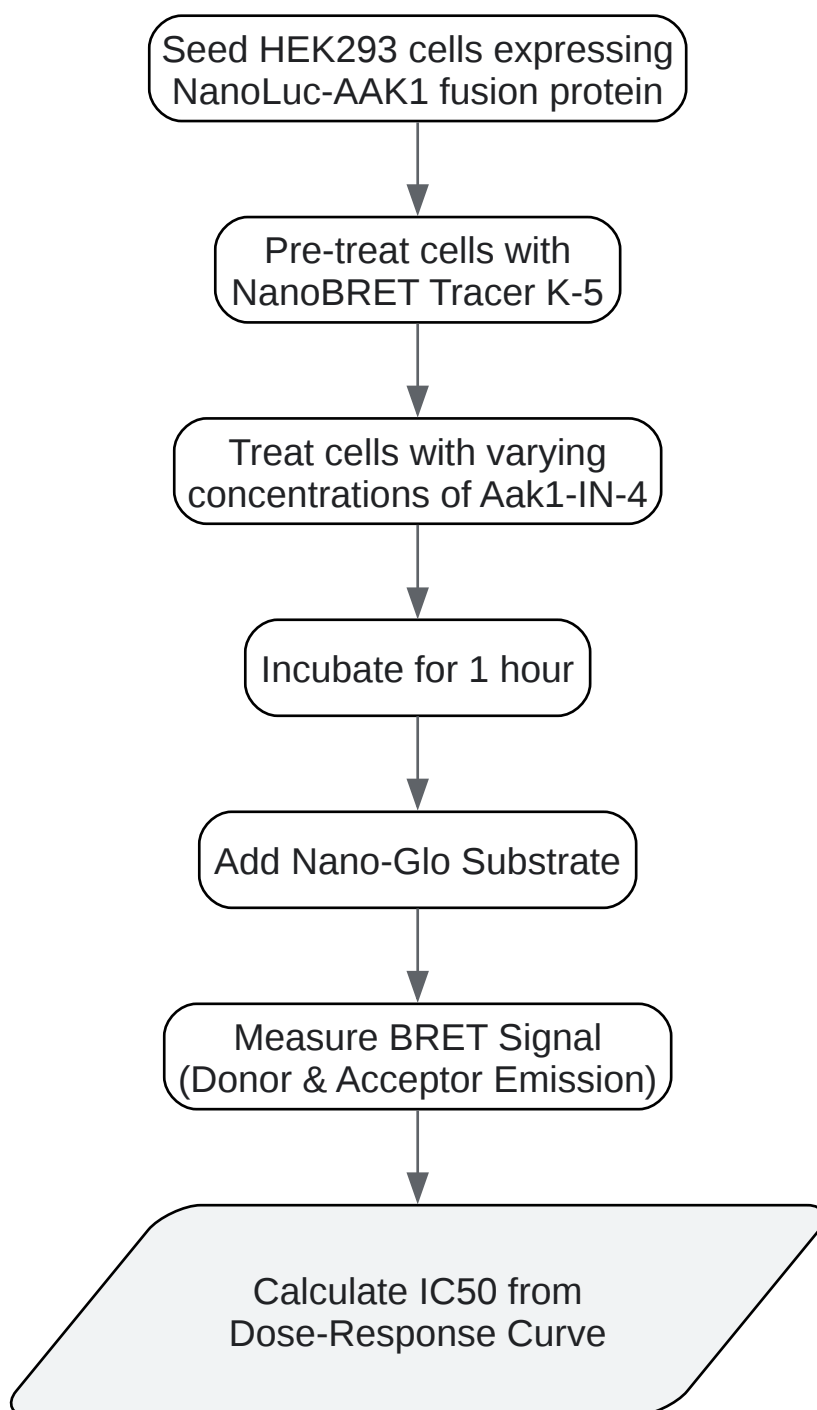 Seed HEK293 cells expressing
NanoLuc-AAK1 fusion protein
Pre-treat cells with
NanoBRET Tracer K-5
Treat cells with varying
concentrations of Aak1-IN-4
Incubate for 1 hour
Add Nano-Glo Substrate
Measure BRET Signal
(Donor & Acceptor Emission)
Calculate IC50 from
Dose-Response Curve